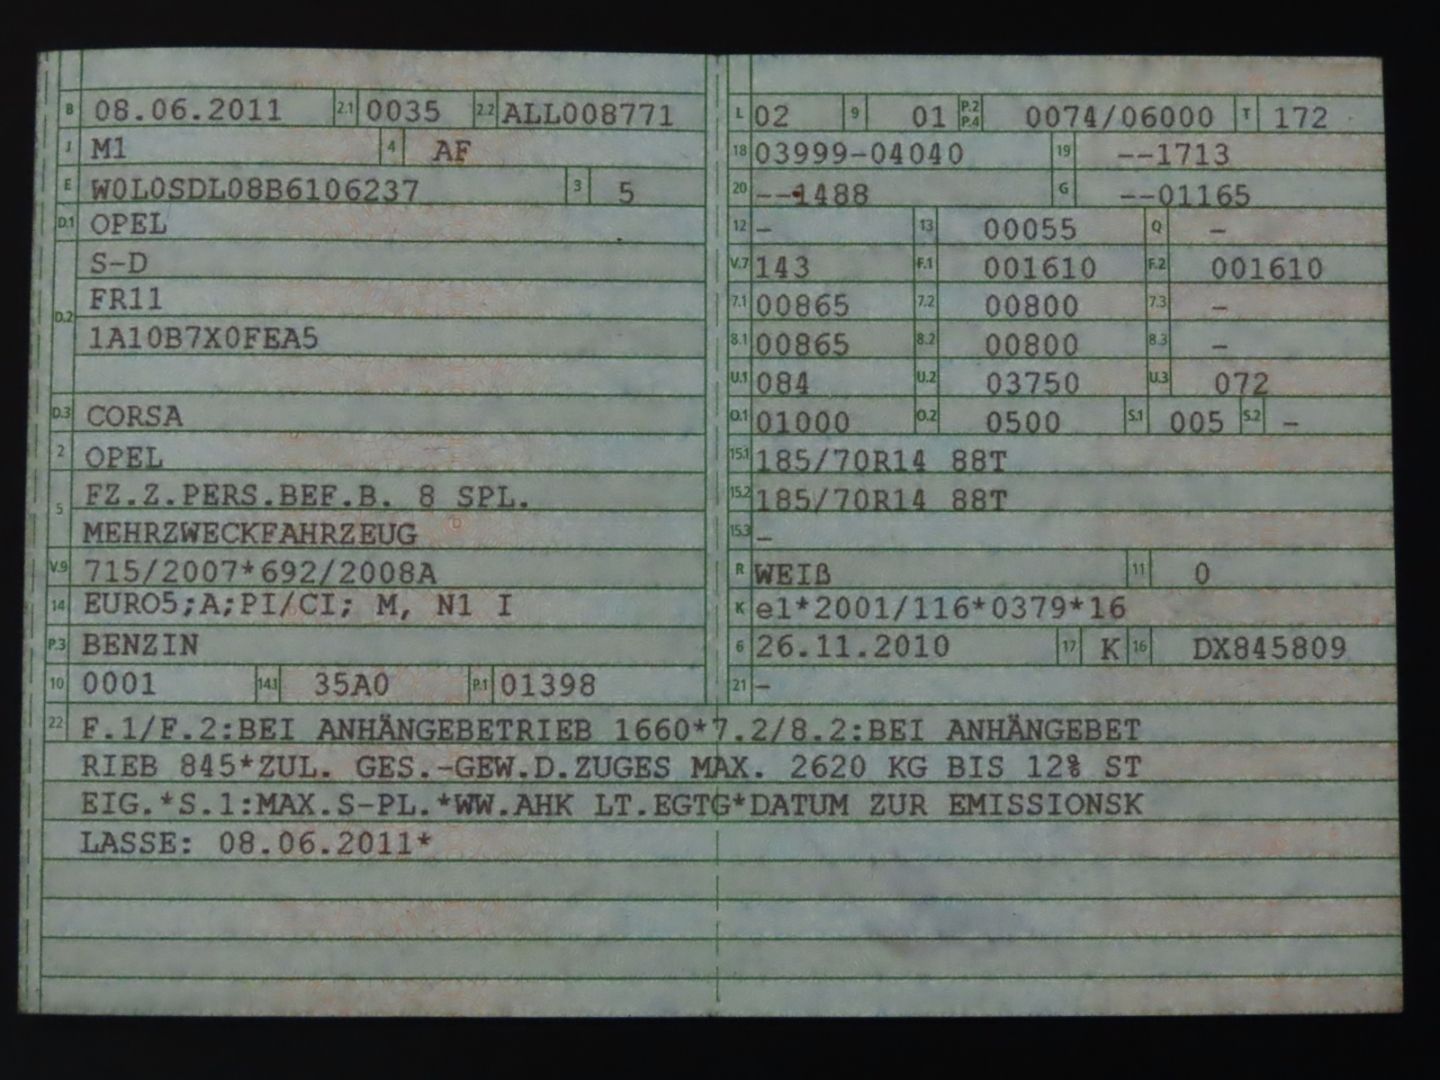 B 08.06.2011 2.1 0035 2.2 ALL008771
J M1 4 AF
E W0L0SDL08B6106237 3 5
D.1 OPEL
S-D
D.2 FR11
1A10B7X0FEA5
D.3 CORSA
2 OPEL
5 FZ.Z.PERS.BEF.B. 8 SPL.
MEHRZWECKFAHRZEUG
V.9 715/2007*692/2008A
14 EURO5;A;PI/CI; M, N1 I
P.3 BENZIN
10 0001 14.1 35A0 P.1 01398
L 02 9 01 P.2 P.4 0074/06000 T 172
18 03999-04040 19 --1713
20 --1488 G --01165
12 - 13 00055 Q -
V.7 143 F.1 001610 F.2 001610
7.1 00865 7.2 00800 7.3 -
8.1 00865 8.2 00800 8.3 -
U.1 084 U.2 03750 U.3 072
O.1 01000 O.2 0500 S.1 005 S.2 -
15.1 185/70R14 88T
15.2 185/70R14 88T
15.3 -
R WEIß 11 0
K e1*2001/116*0379*16
6 26.11.2010 17 K 16 DX845809
21 -
22 F.1/F.2:BEI ANHÄNGEBETRIEB 1660*7.2/8.2:BEI ANHÄNGEBET
RIEB 845*ZUL. GES.-GEW.D.ZUGES MAX. 2620 KG BIS 12% ST
EIG.*S.1:MAX.S-PL.*WW.AHK LT.EGTG*DATUM ZUR EMISSIONSK
LASSE: 08.06.2011*